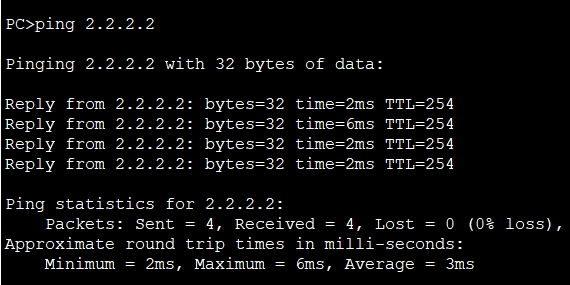 PC>ping 2.2.2.2
Pinging 2.2.2.2 with 32 bytes of data:
Reply from 2.2.2.2: bytes=32 time=2ms TTL=254
Reply from 2.2.2.2: bytes=32 time=6ms TTL=254
Reply from 2.2.2.2: bytes=32 time=2ms TTL=254
Reply from 2.2.2.2: bytes=32 time=2ms TTL=254
Ping statistics for 2.2.2.2:
    Packets: Sent = 4, Received = 4, Lost = 0 (0% loss),
Approximate round trip times in milli-seconds:
    Minimum = 2ms, Maximum = 6ms, Average = 3ms